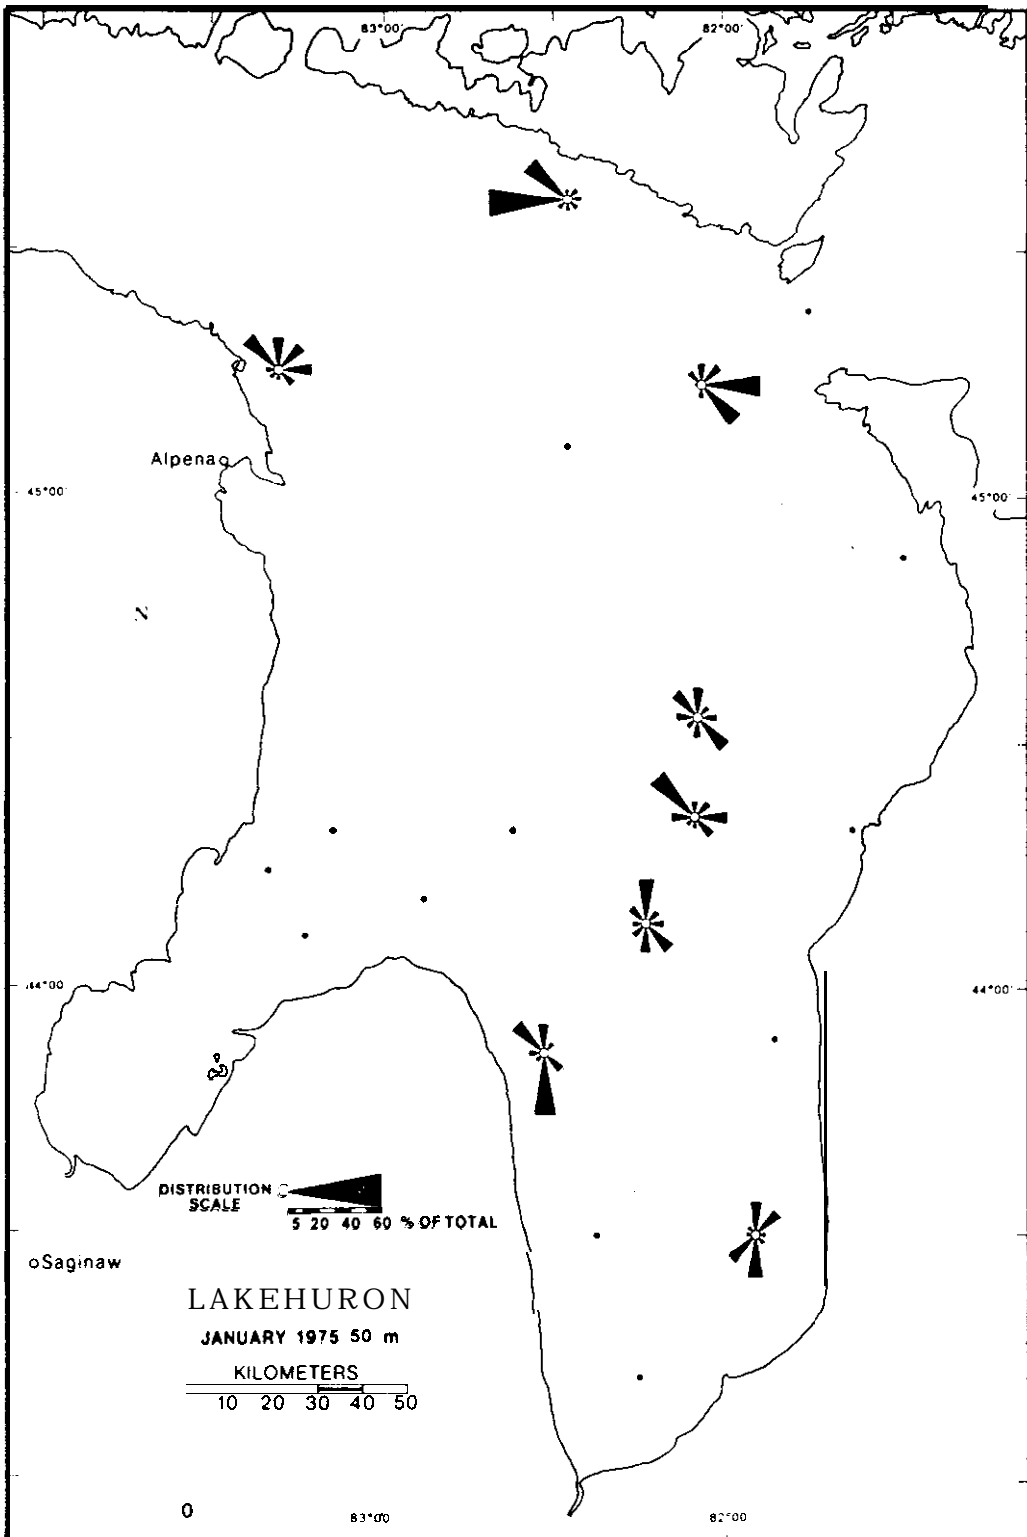 83°00' 82°00'
Alpena
45°00' 45°00'
z
44°00' 44°00'
DISTRIBUTION
SCALE
5 20 40 60 % OF TOTAL
Saginaw
LAKEHURON
JANUARY 1975 50 m
KILOMETERS
10 20 30 40 50
0
83°00' 82°00'